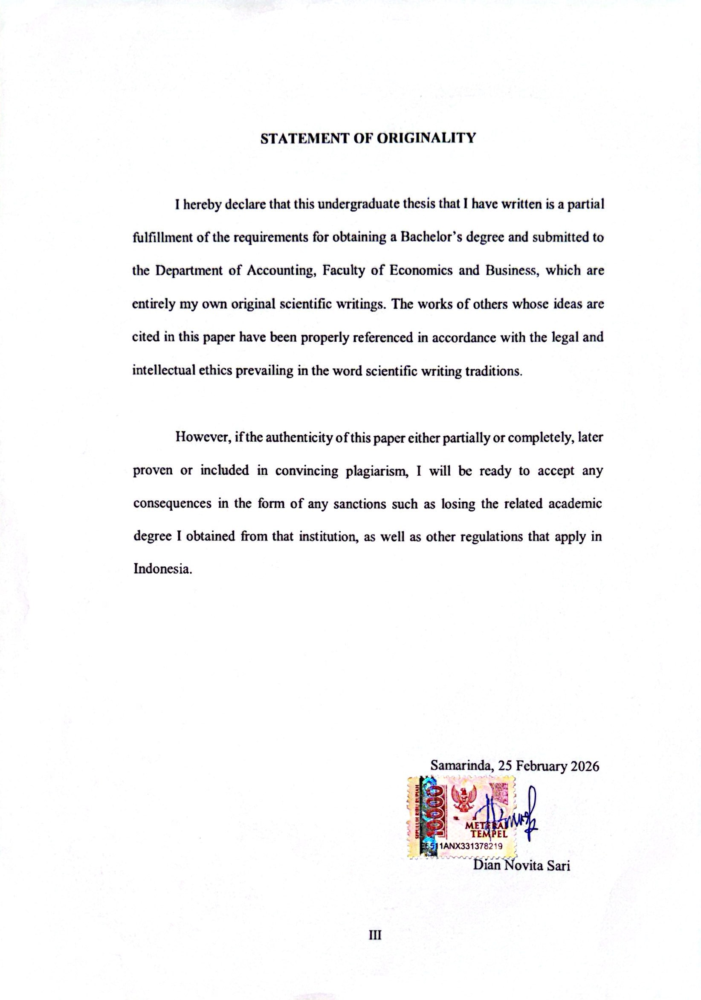 STATEMENT OF ORIGINALITY
I hereby declare that this undergraduate thesis that I have written is a partial
fulfillment of the requirements for obtaining a Bachelor’s degree and submitted to
the Department of Accounting, Faculty of Economics and Business, which are
entirely my own original scientific writings. The works of others whose ideas are
cited in this paper have been properly referenced in accordance with the legal and
intellectual ethics prevailing in the word scientific writing traditions.
However, if the authenticity of this paper either partially or completely, later
proven or included in convincing plagiarism, I will be ready to accept any
consequences in the form of any sanctions such as losing the related academic
degree I obtained from that institution, as well as other regulations that apply in
Indonesia.
Samarinda, 25 February 2026
SEPULUH RIBU RUPIAH
10000
METERAI
TEMPEL
1ANX331378219
Dian Novita Sari
III